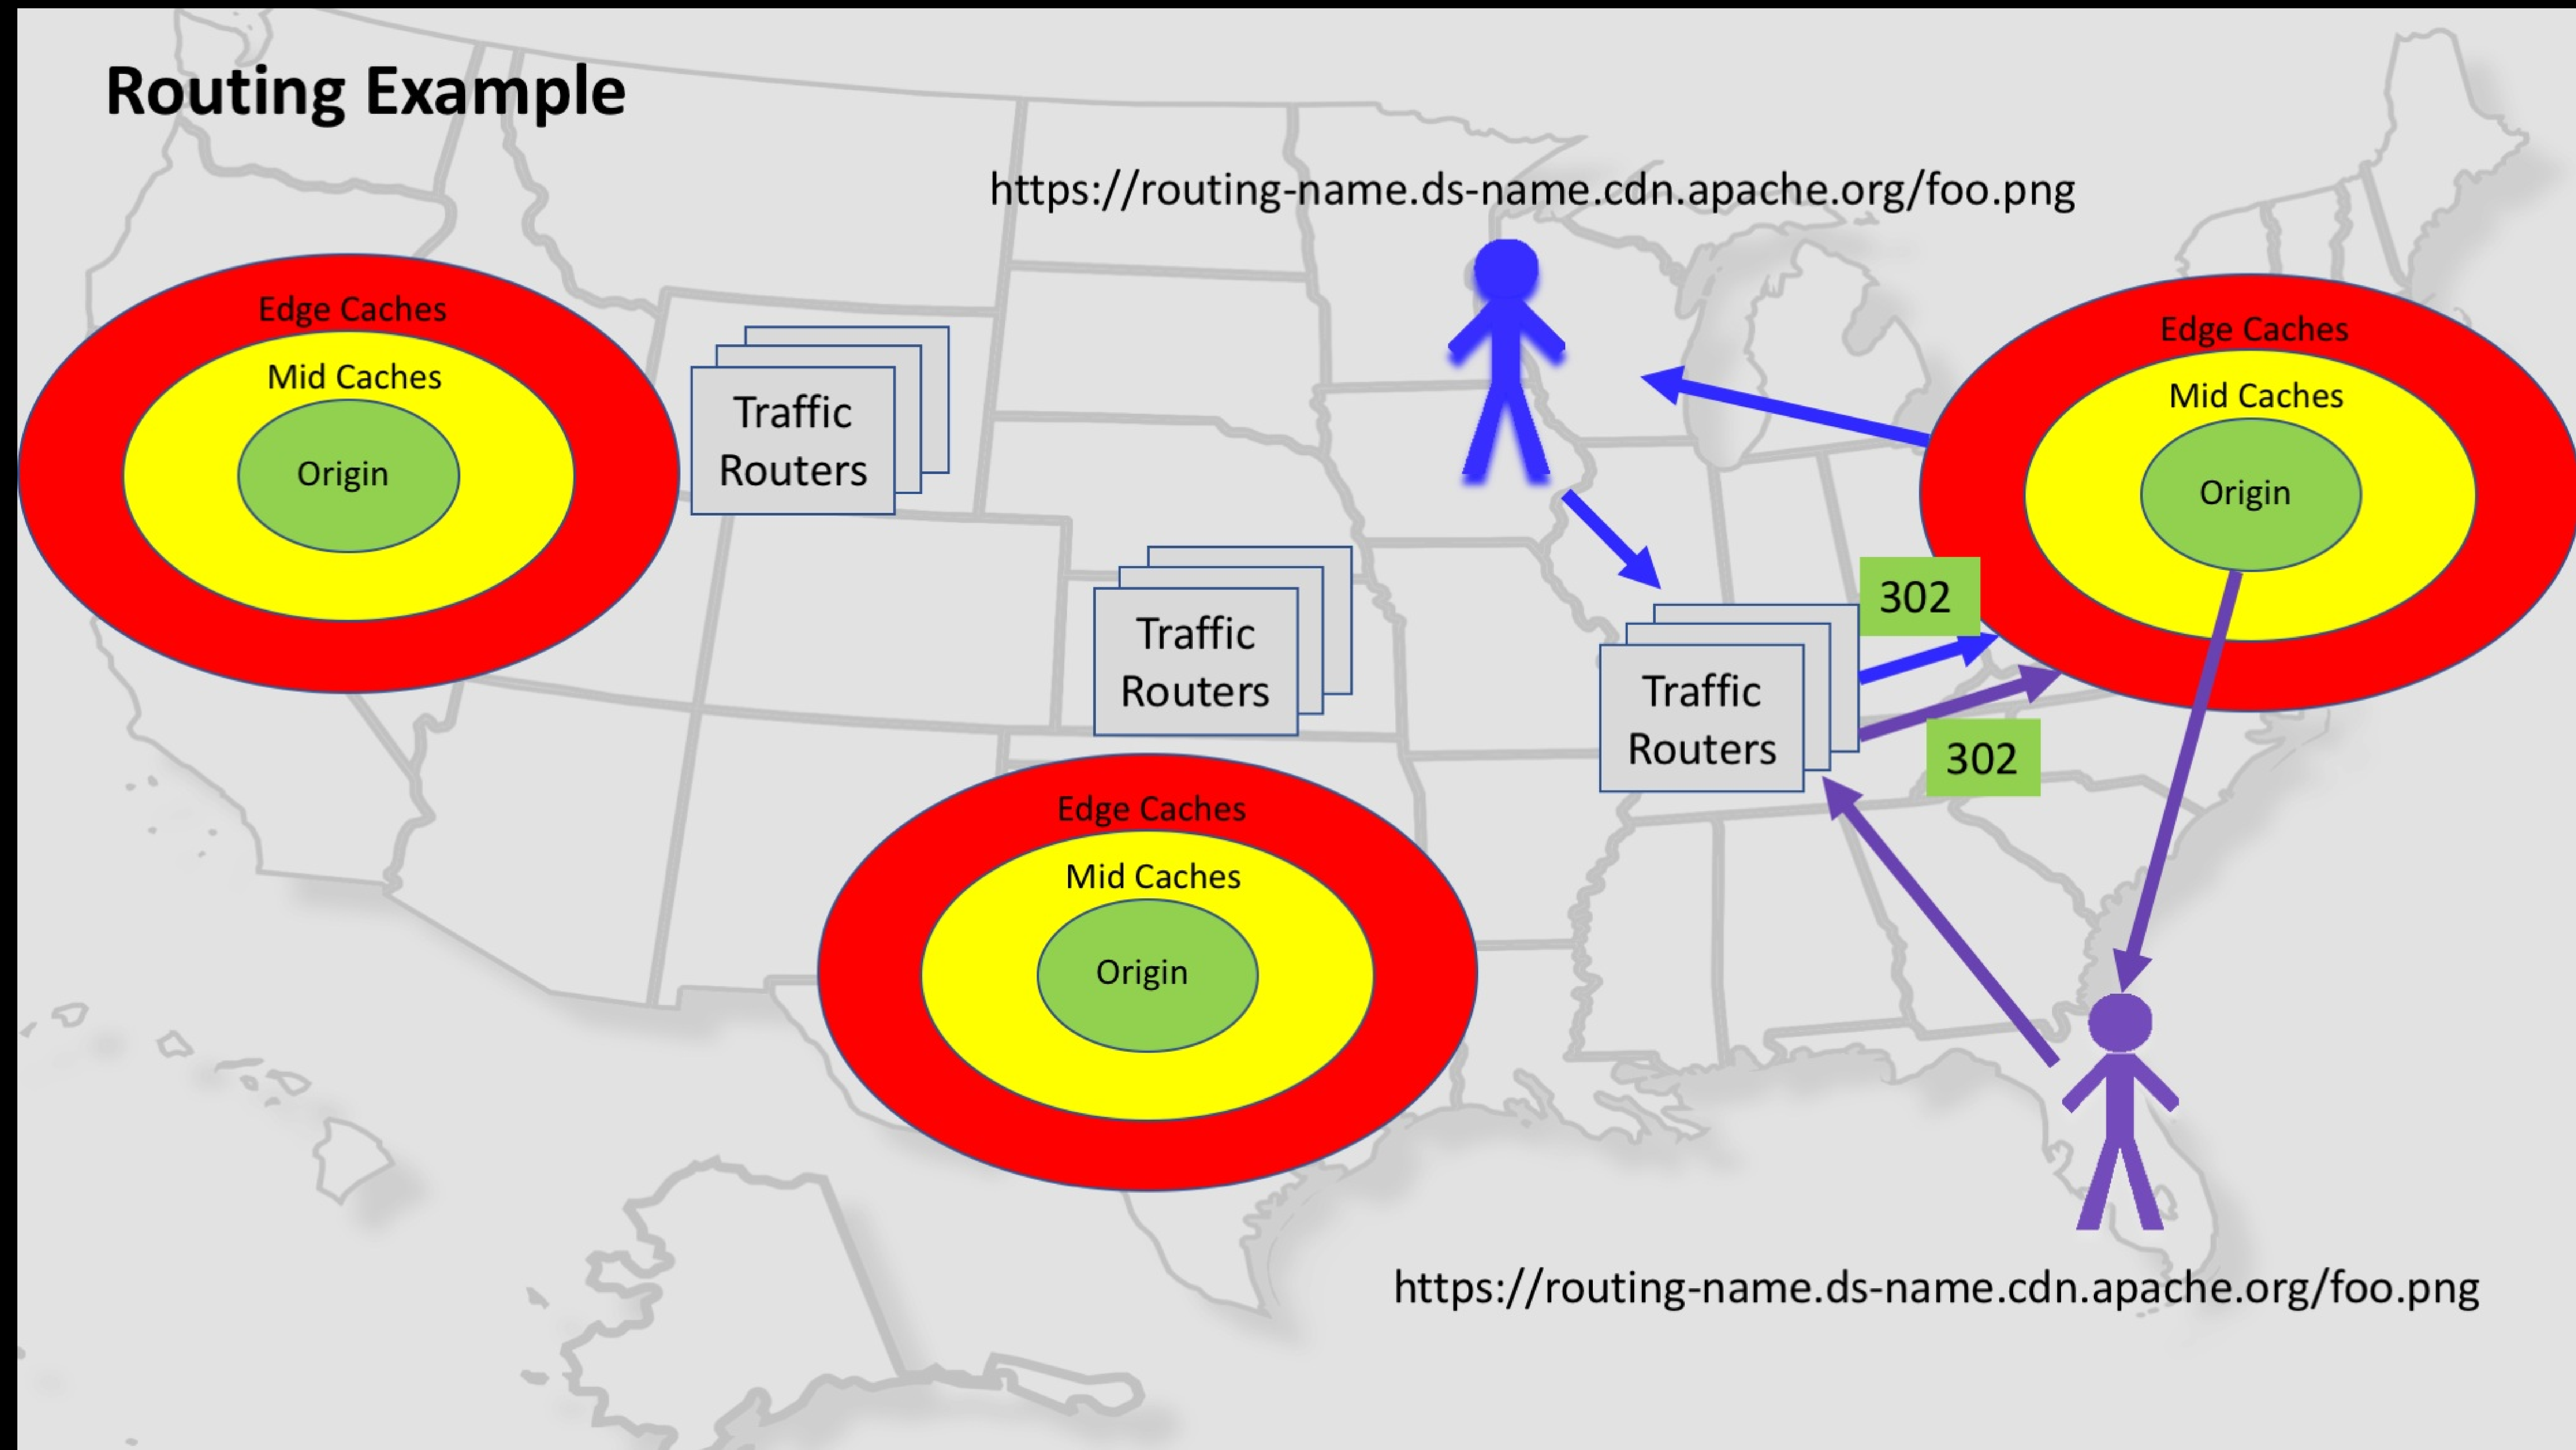 Routing Example
https://routing-name.ds-name.cdn.apache.org/foo.png
Edge Caches
Mid Caches
Origin
Traffic
Routers
Edge Caches
Mid Caches
Origin
Traffic
Routers
302
Traffic
Routers
302
Edge Caches
Mid Caches
Origin
https://routing-name.ds-name.cdn.apache.org/foo.png